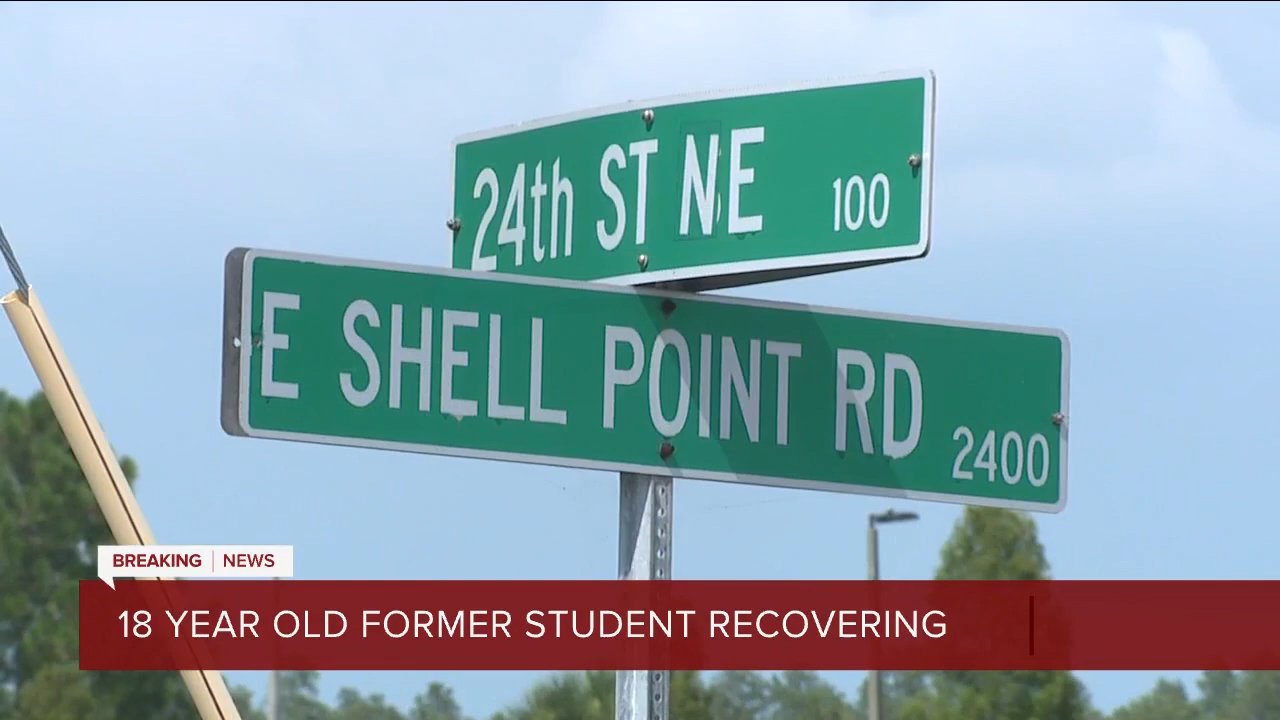 24th ST NE 100
E SHELL POINT RD 2400
BREAKING | NEWS
18 YEAR OLD FORMER STUDENT RECOVERING